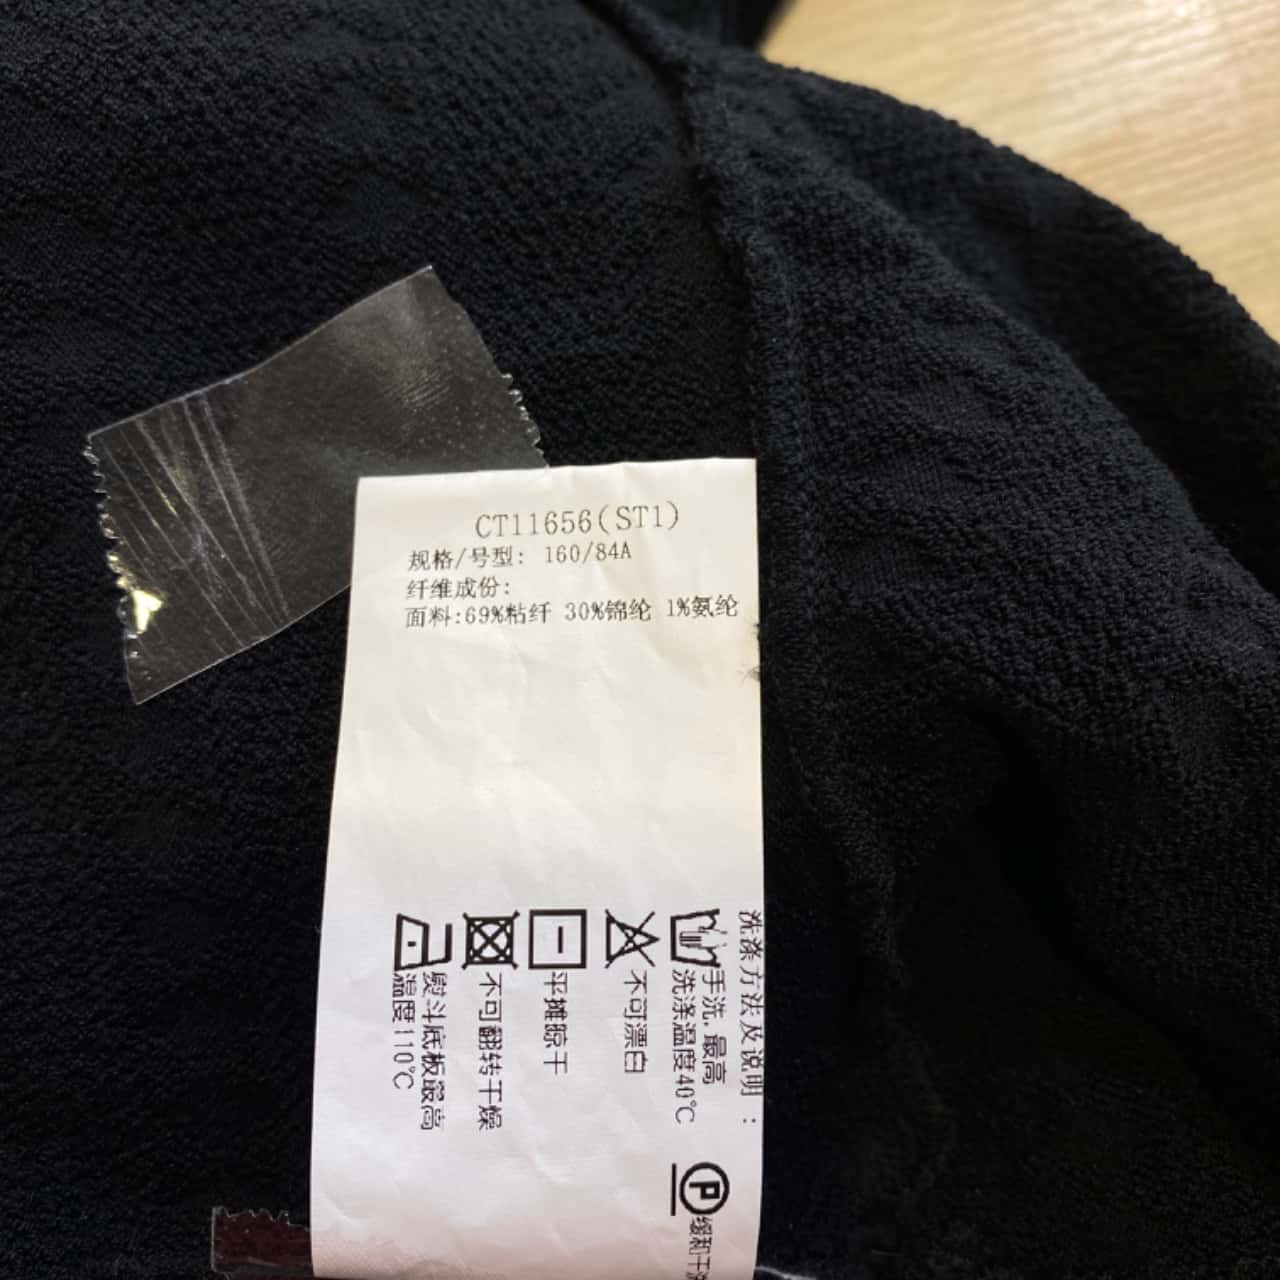 CT11656(ST1)
规格/号型: 160/84A
纤维成份:
面料:69%粘纤 30%锦纶 1%氨纶
洗涤方法及说明：
手洗,最高
洗涤温度40℃
不可漂白
平摊晾干
不可翻转干燥
熨斗底板最高
温度110℃
P
缓和干